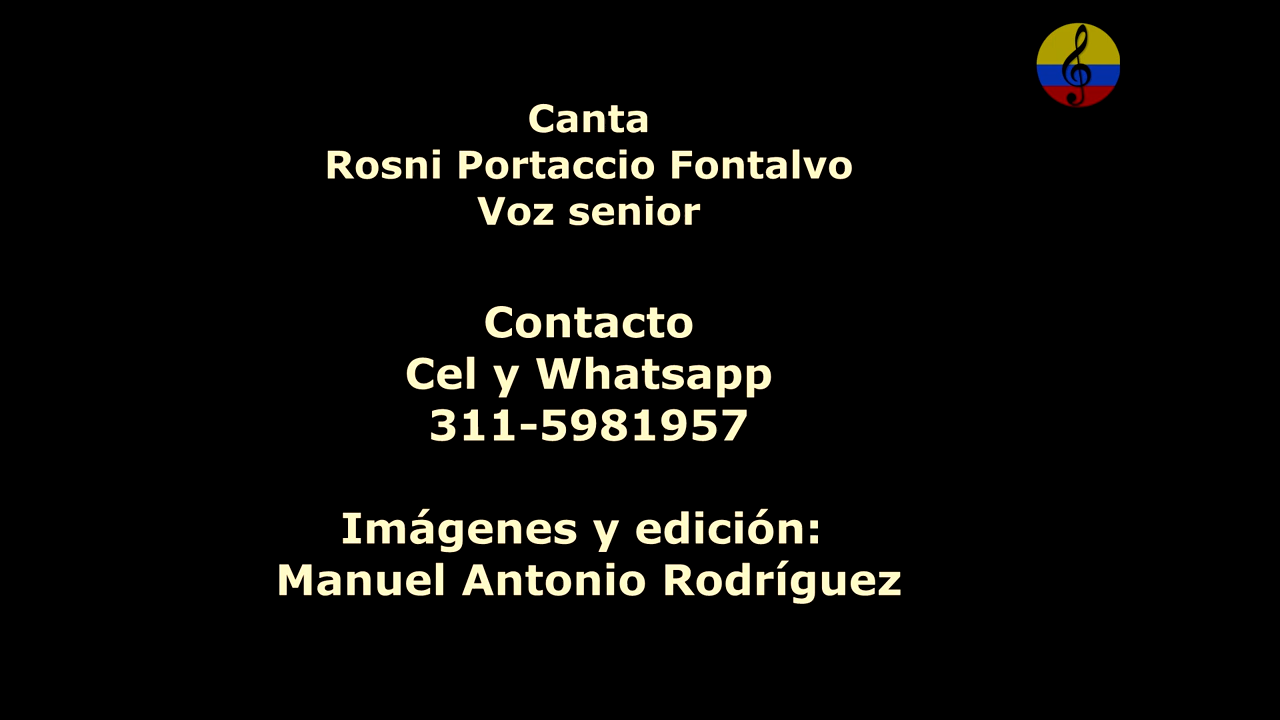 Canta
Rosni Portaccio Fontalvo
Voz senior
Contacto
Cel y Whatsapp
311-5981957
Imágenes y edición:
Manuel Antonio Rodríguez